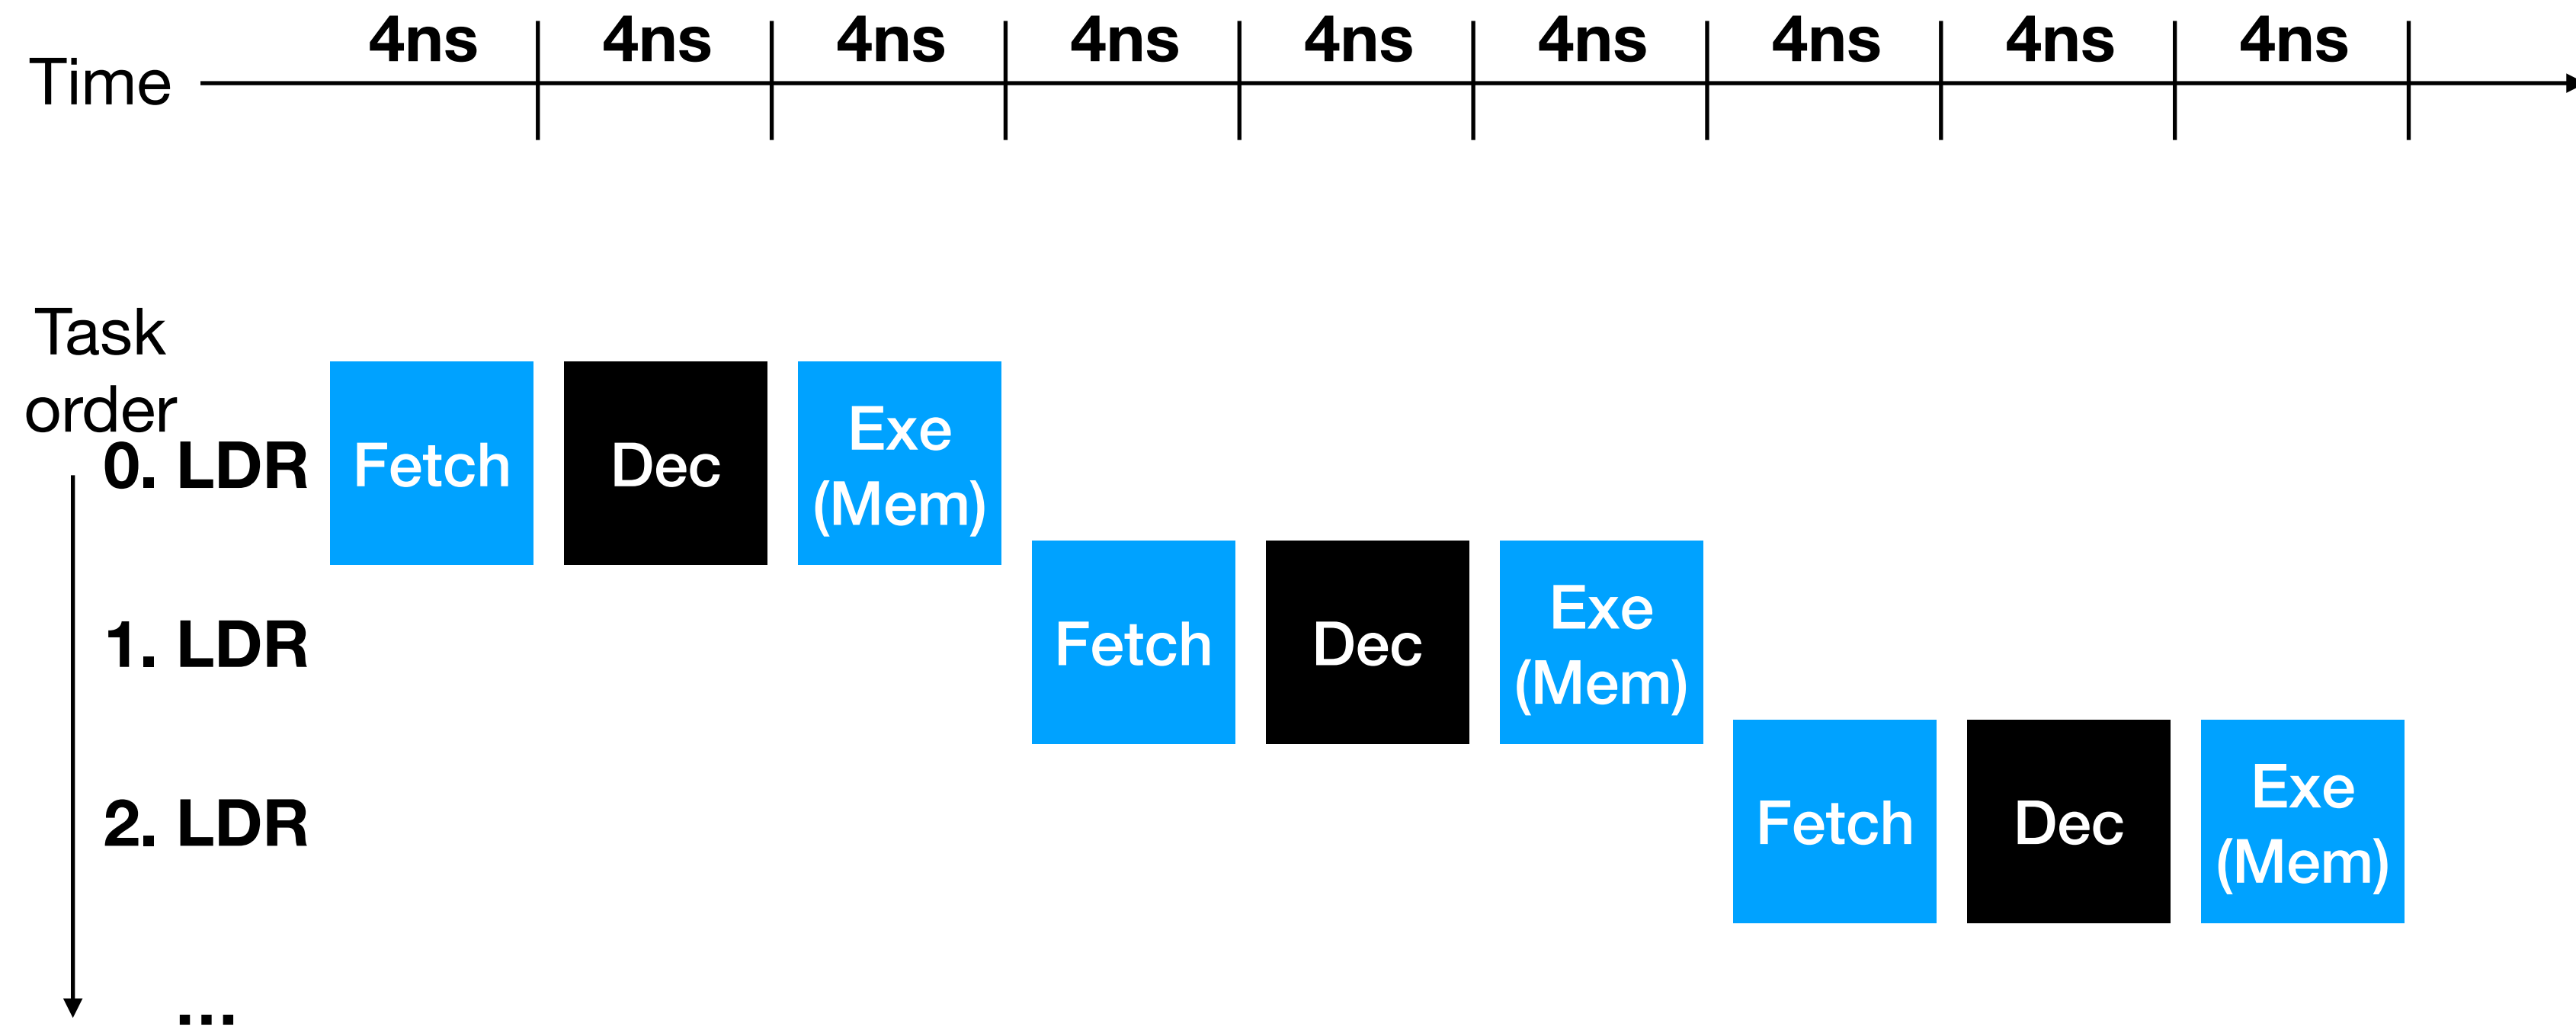 4ns 4ns 4ns 4ns 4ns 4ns 4ns 4ns 4ns
Time
Task
order
0. LDR Fetch Dec Exe
(Mem)
1. LDR Fetch Dec Exe
(Mem)
2. LDR Fetch Dec Exe
(Mem)
...